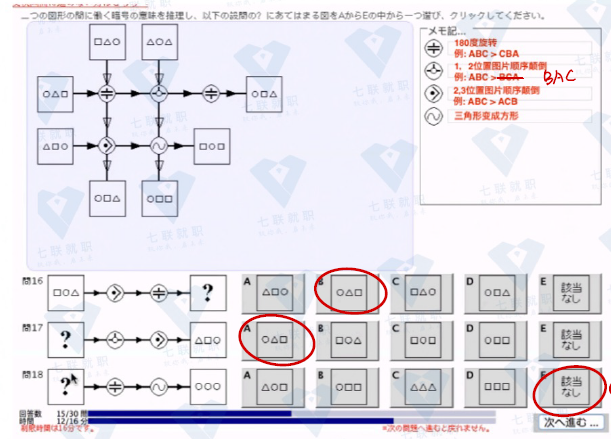 二つの図形の間に働く暗号の意味を推理し、以下の設問の？にあてはまる図をAからEの中から一つ選び、クリックしてください。
メモ記...
180度旋转
例: ABC > CBA
1，2位置图片顺序颠倒
例: ABC > BCA BAC
2,3位置图片顺序颠倒
例: ABC > ACB
三角形变成方形
七联就职
問16
?
A
B
C
D
E
該当なし
問17
?
A
B
C
D
E
該当なし
問18
?
A
B
C
D
E
該当なし
回答数 15/30 問
時間 12/16 分
制限時間は16分です。
※次の問題へ進むと戻れません。
次へ進む ...